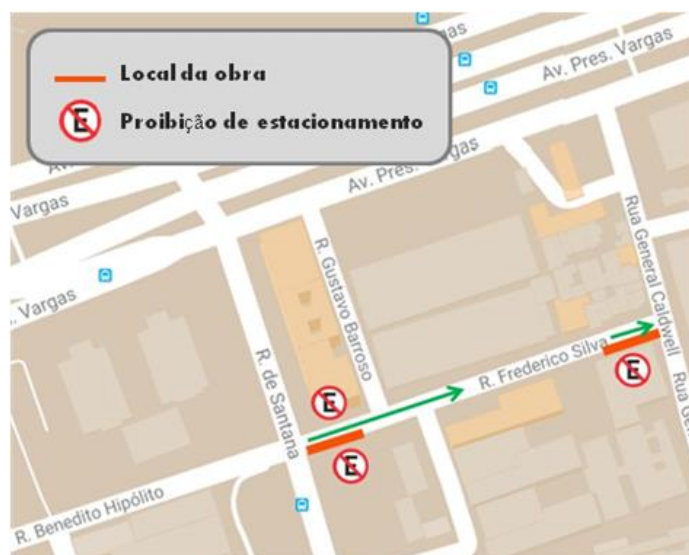 Local da obra
Proibição de estacionamento
E
Av. Pres. Vargas
Av. Pres. Vargas
Vargas
. Vargas
R. Gustavo Barroso
R. de Santana
Rua General Caldwell
R. Frederico Silva
E
E
E
R. Benedito Hipólito